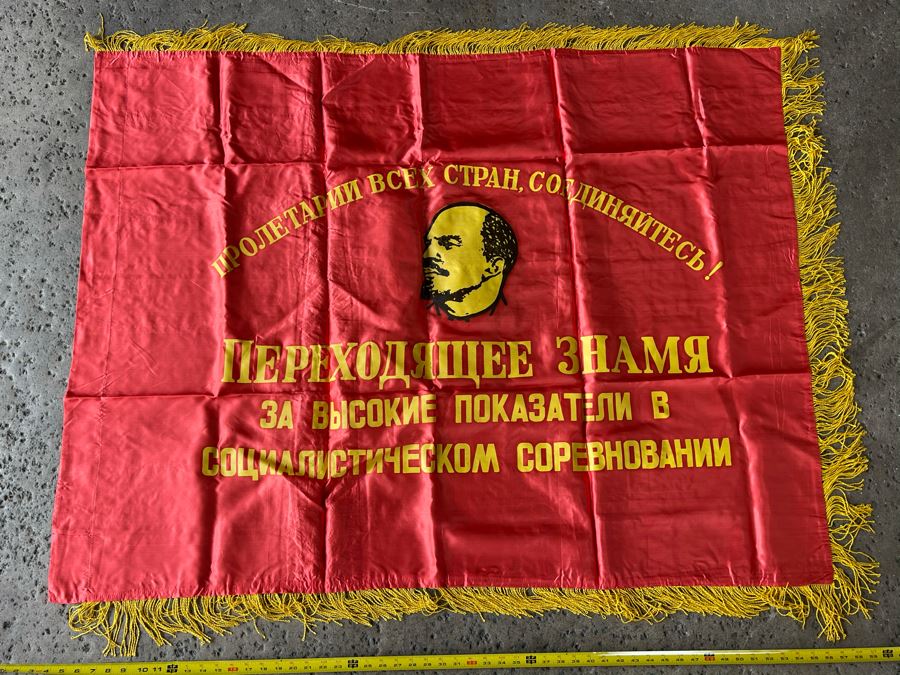 ПРОЛЕТАРИИ ВСЕХ СТРАН, СОЕДИНЯЙТЕСЬ!
ПЕРЕХОДЯЩЕЕ ЗНАМЯ
ЗА ВЫСОКИЕ ПОКАЗАТЕЛИ В
СОЦИАЛИСТИЧЕСКОМ СОРЕВНОВАНИИ